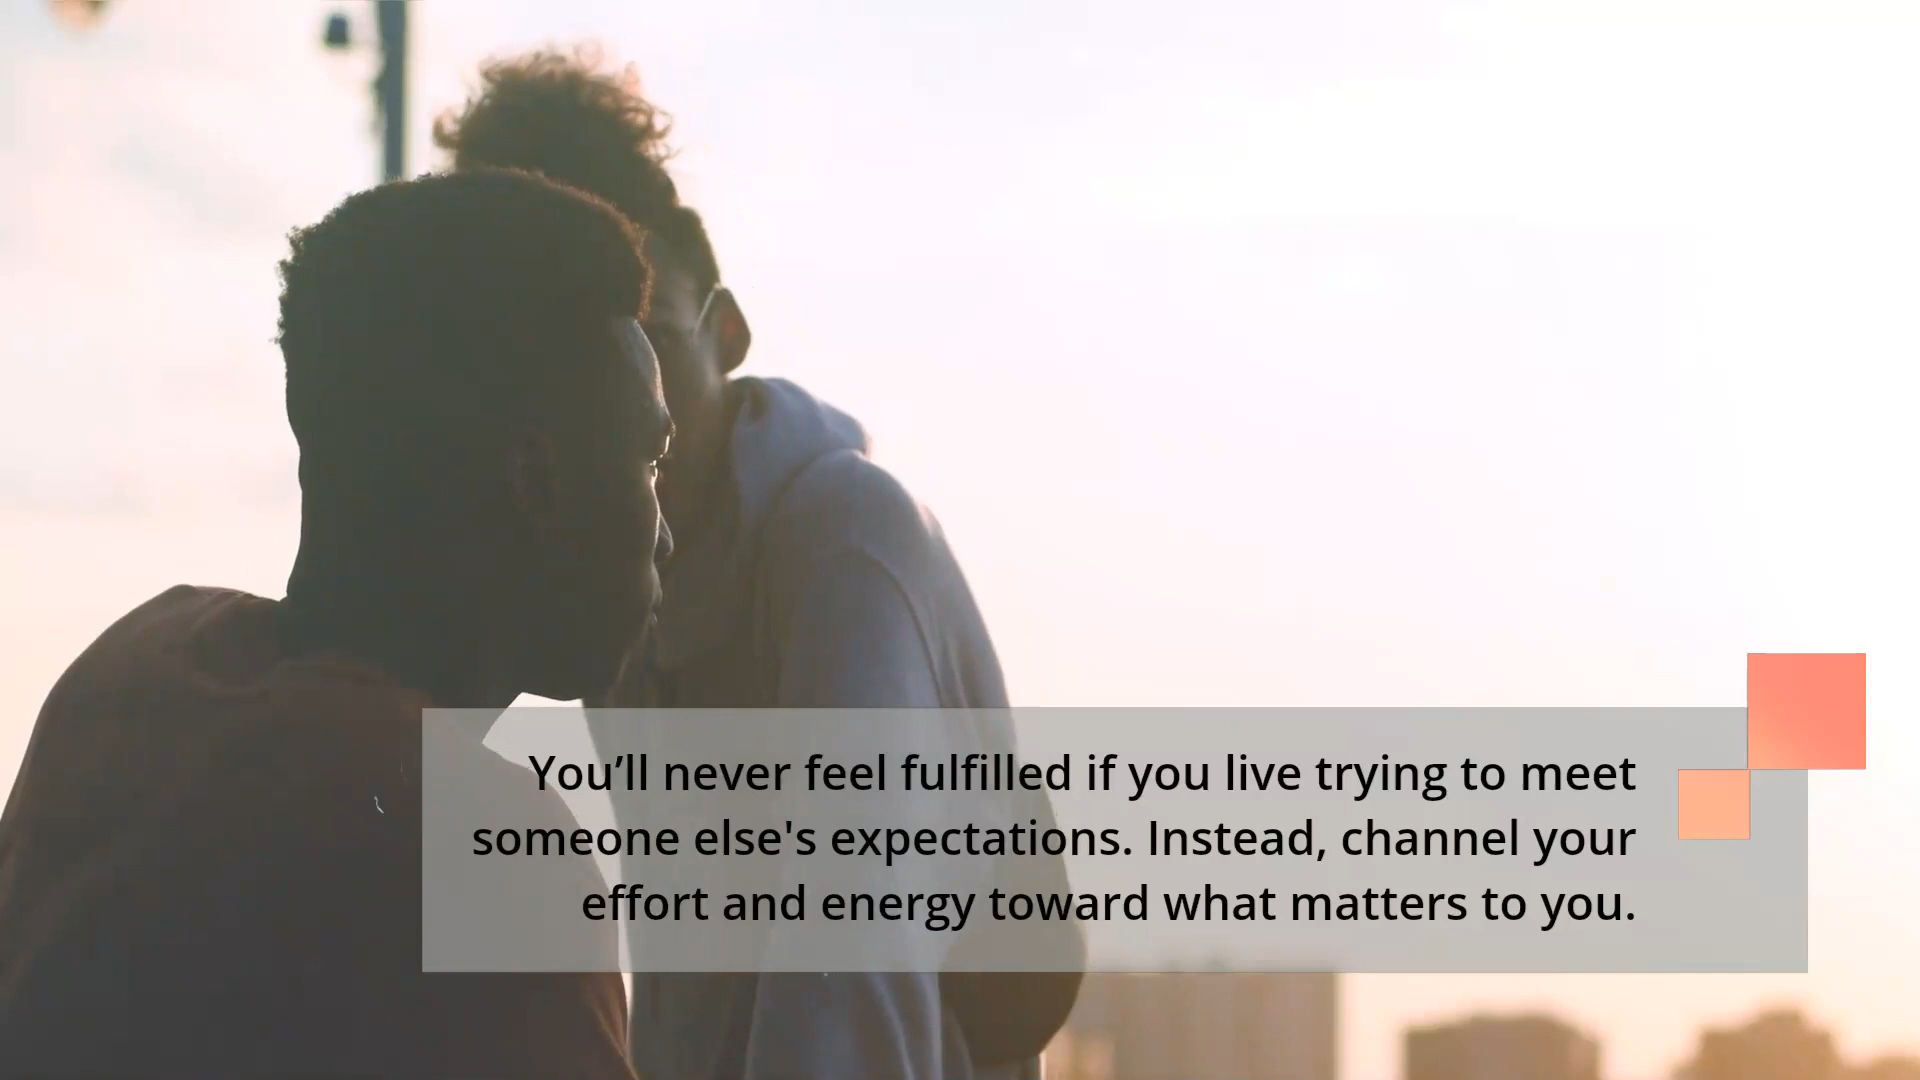 You’ll never feel fulfilled if you live trying to meet
someone else's expectations. Instead, channel your
effort and energy toward what matters to you.